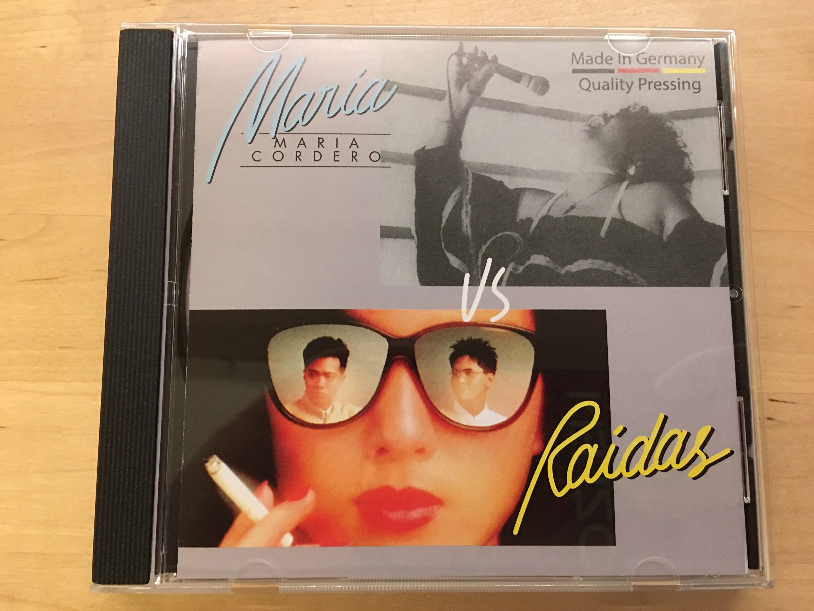 Maria
MARIA
CORDERO
Made In Germany
Quality Pressing
VS
Raidas